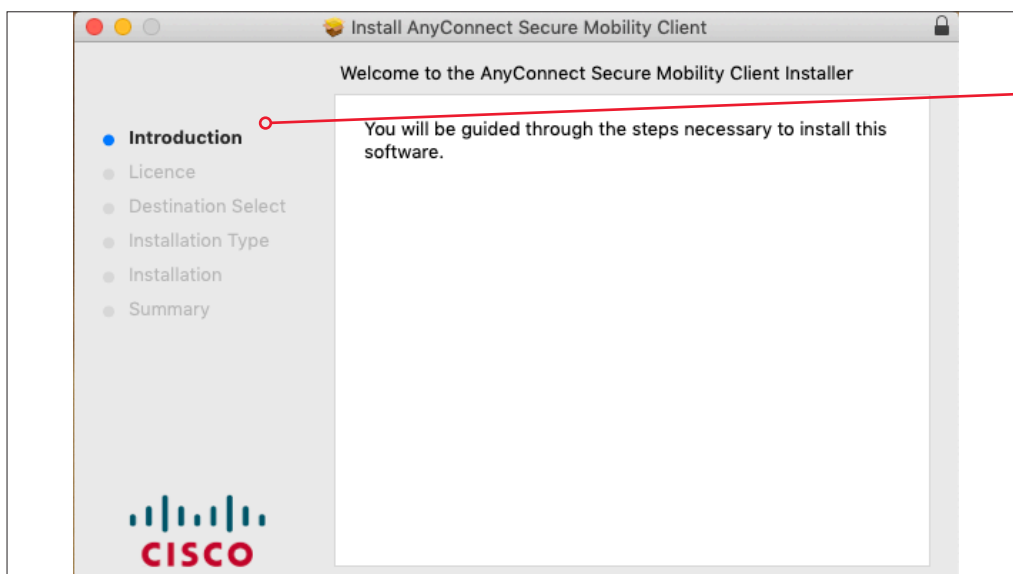 Install AnyConnect Secure Mobility Client
Welcome to the AnyConnect Secure Mobility Client Installer
Introduction
Licence
Destination Select
Installation Type
Installation
Summary
You will be guided through the steps necessary to install this
software.
CISCO